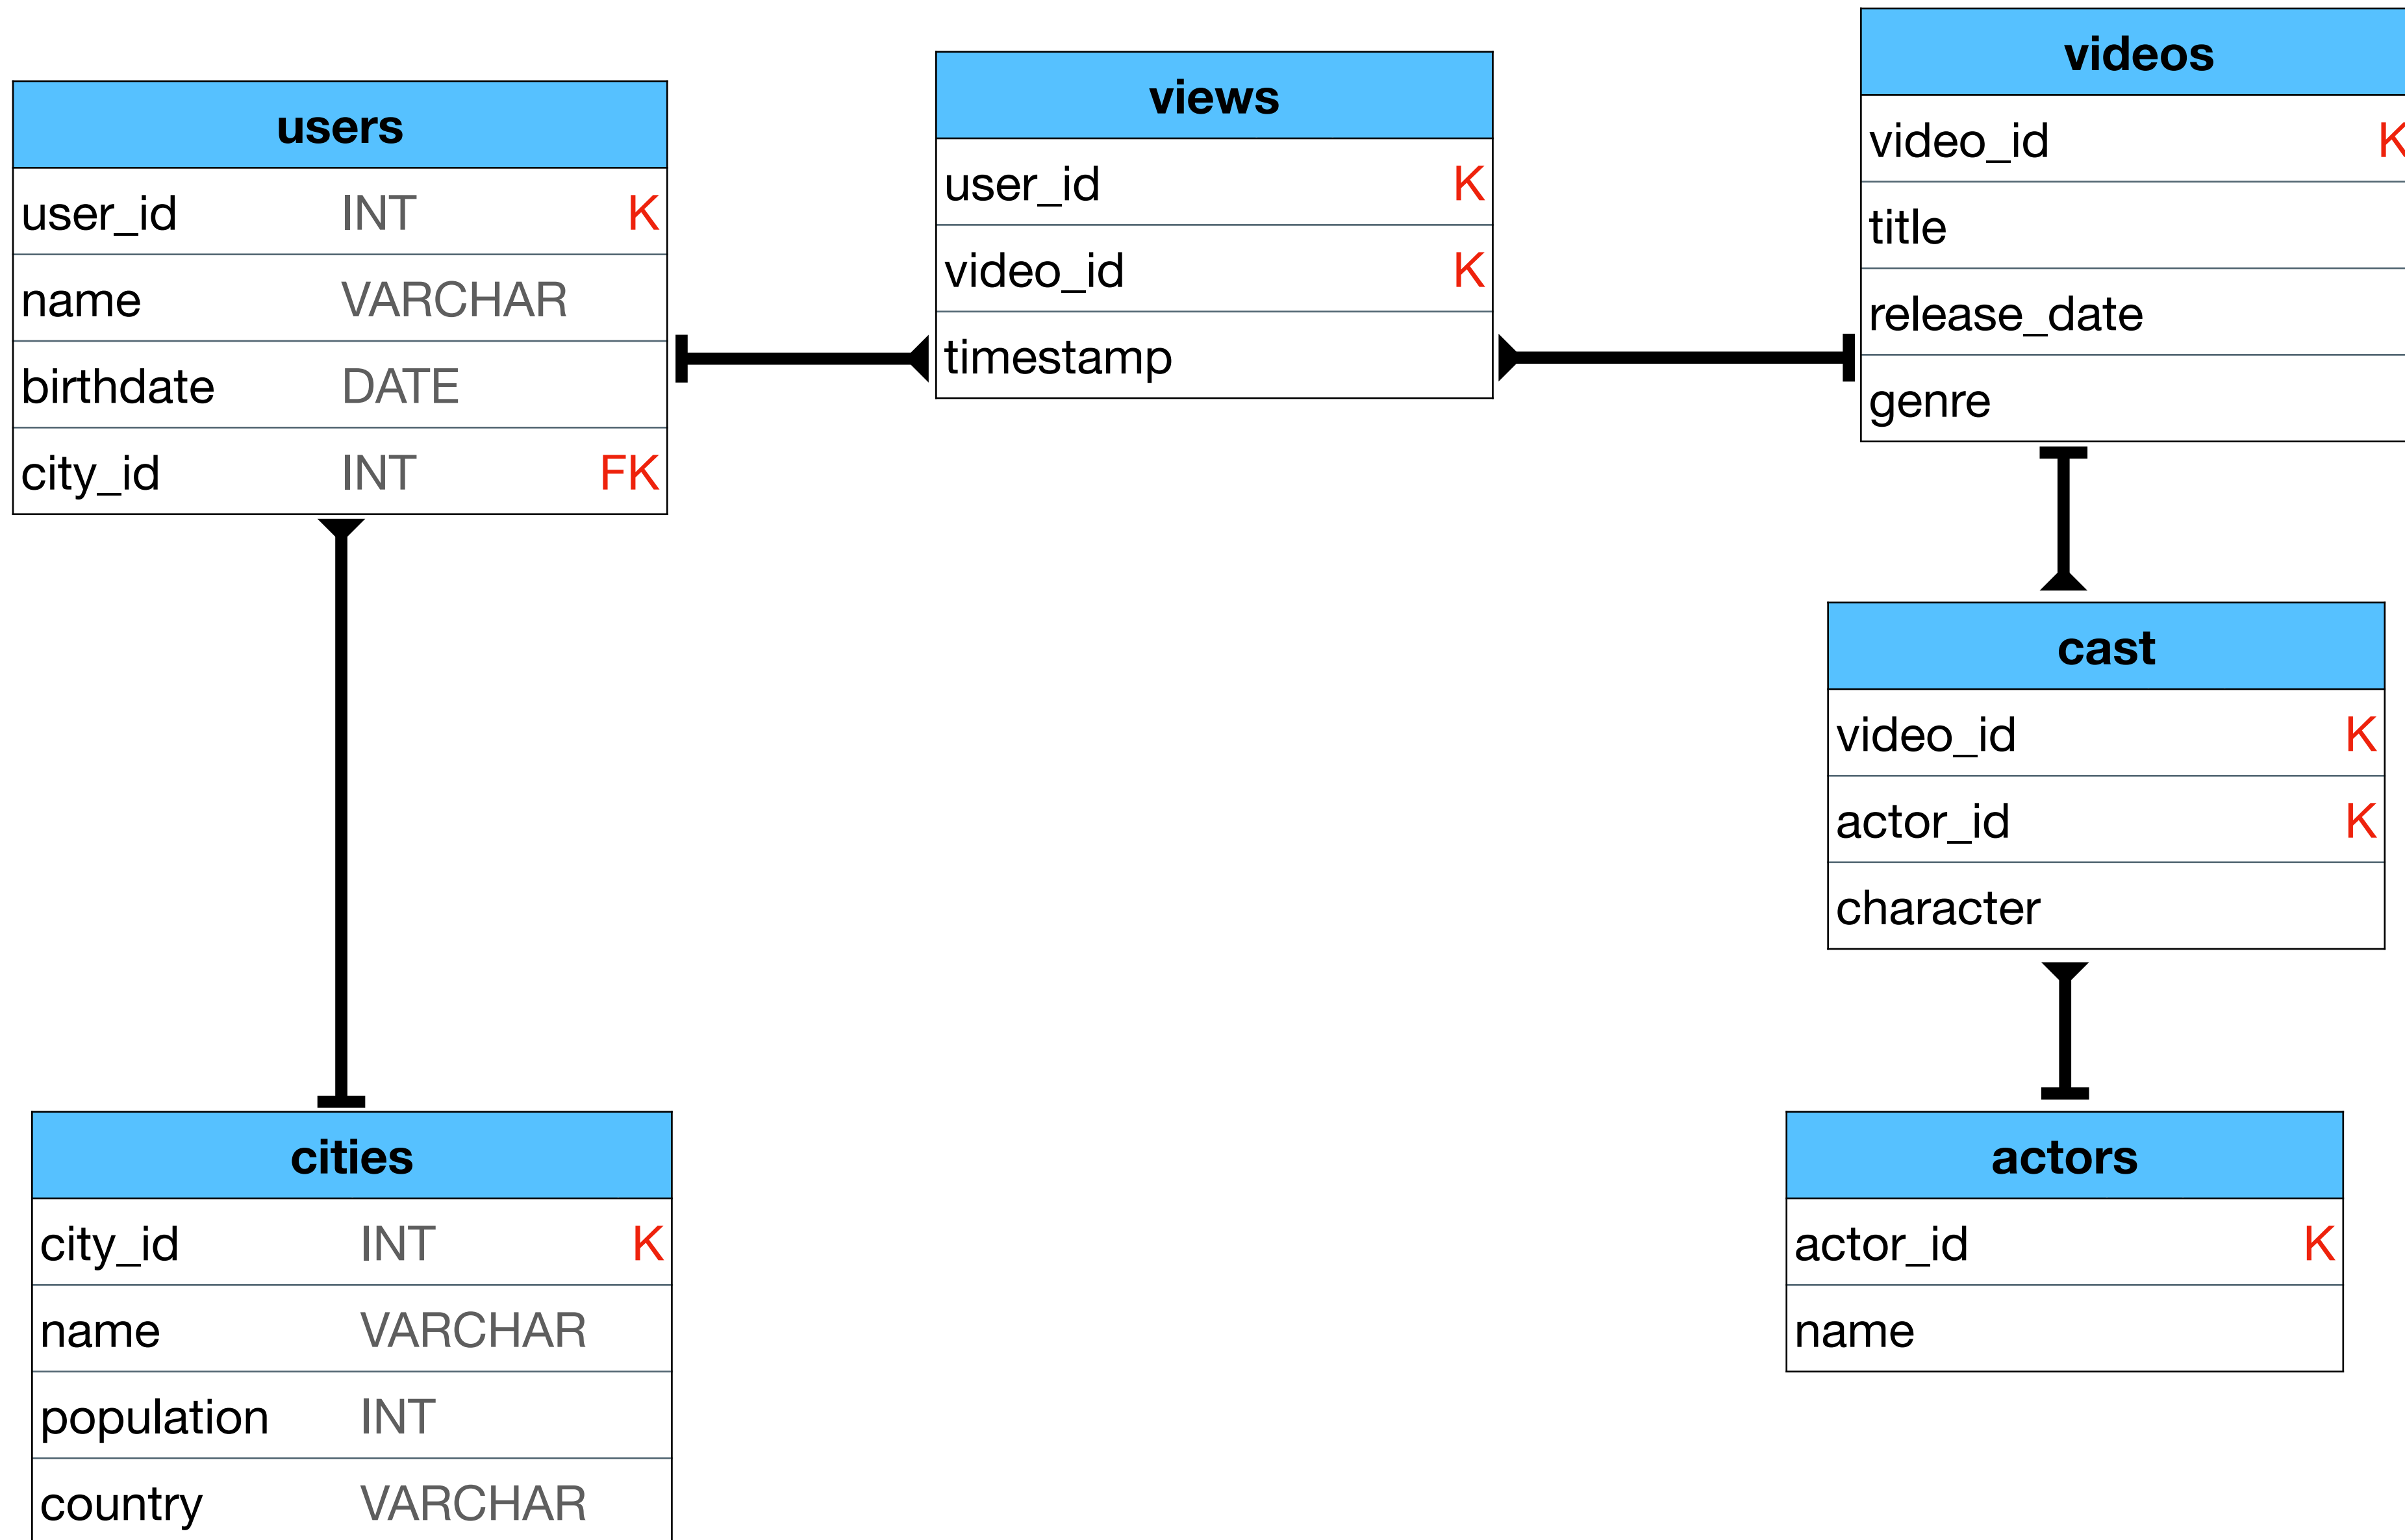 users
user_id INT K
name VARCHAR
birthdate DATE
city_id INT FK
views
user_id K
video_id K
timestamp
videos
video_id K
title
release_date
genre
cast
video_id K
actor_id K
character
cities
city_id INT K
name VARCHAR
population INT
country VARCHAR
actors
actor_id K
name